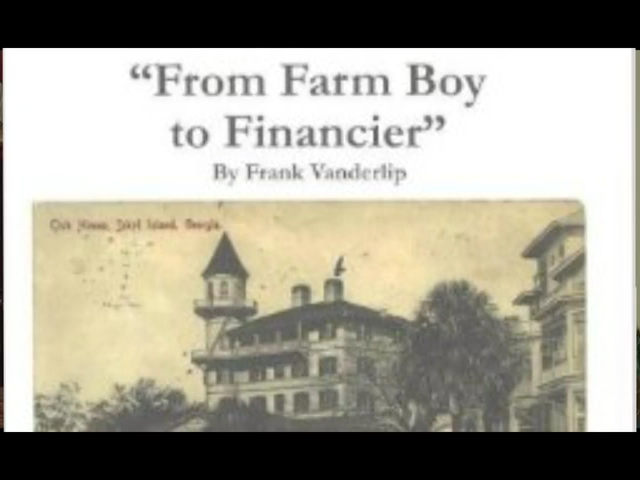 “From Farm Boy
to Financier”
By Frank Vanderlip
Club House, Jekyl Island, Georgia.